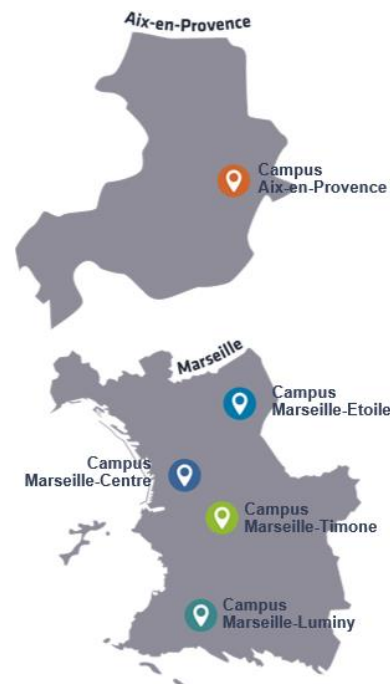 Aix-en-Provence
Campus
Aix-en-Provence
Marseille
Campus
Marseille-Etoile
Campus
Marseille-Centre
Campus
Marseille-Timone
Campus
Marseille-Luminy